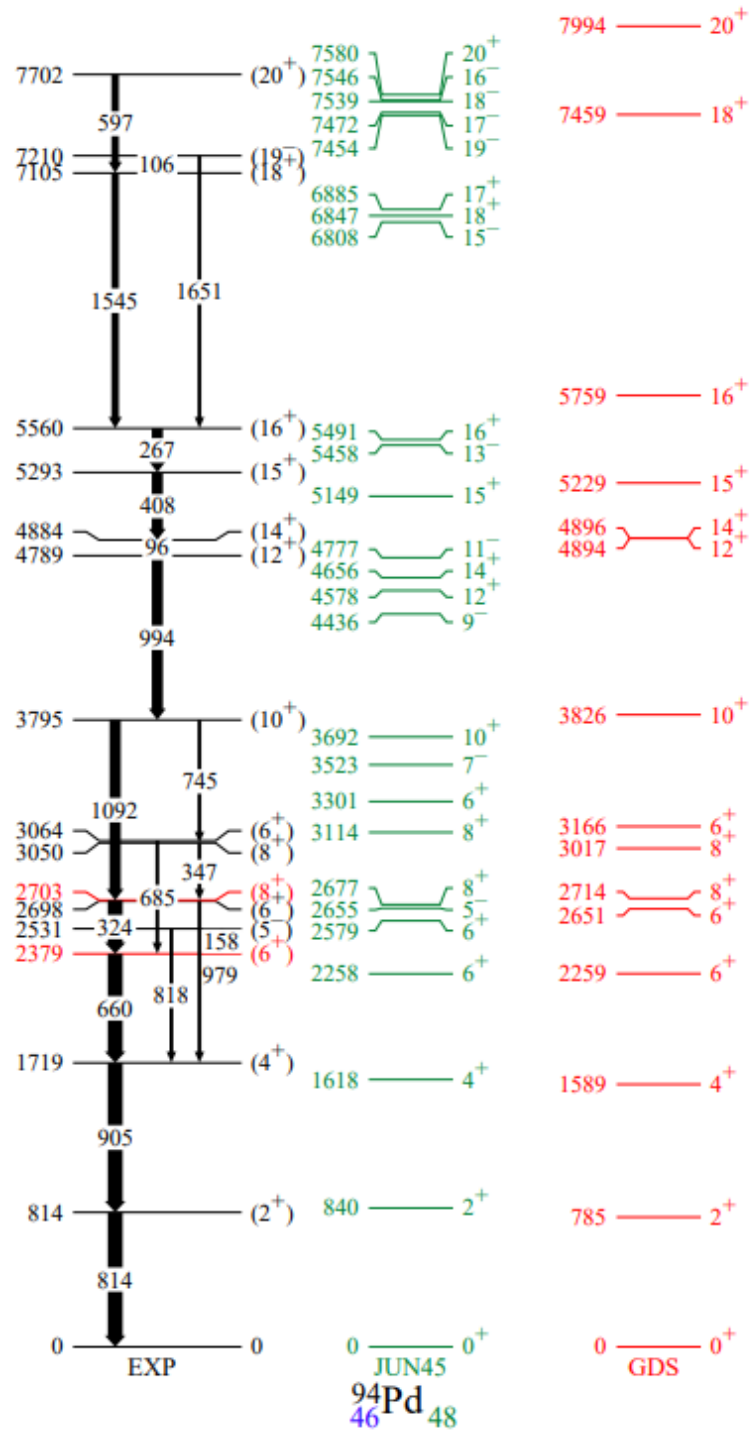 7994 20⁺
7580 20⁺
7702 (20⁺) 7546 16⁻
7539 18⁻
7459 18⁺
597 7472 17⁻
7454 19⁻
7210 (19⁻)
106
7105 (18⁺)
6885 17⁺
6847 18⁺
6808 15⁻
1545 1651
5759 16⁺
5560 (16⁺) 5491 16⁺
267 5458 13⁻
5293 (15⁺) 5229 15⁺
5149 15⁺
408
4884 (14⁺) 4896 14⁺
96 4777 11⁻ 4894 12⁺
4789 (12⁺)
4656 14⁺
4578 12⁺
4436 9⁻
994
3795 (10⁺) 3826 10⁺
3692 10⁺
3523 7⁻
745
3301 6⁺
1092
3064 (6⁺) 3114 8⁺ 3166 6⁺
3050 (8⁺) 3017 8⁺
347
2703 (8⁺) 2677 8⁺ 2714 8⁺
685
2698 (6⁺) 2655 5⁻ 2651 6⁺
2531 324 (5⁻) 2579 6⁺
158
2379 (6⁺)
979 2258 6⁺ 2259 6⁺
818
660
1719 (4⁺)
1618 4⁺ 1589 4⁺
905
814 (2⁺) 840 2⁺ 785 2⁺
814
0 0 0 0⁺ 0 0⁺
EXP JUN45 GDS
⁹⁴Pd
46 48